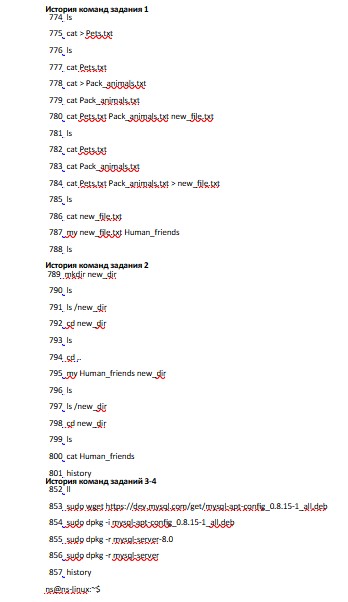 История команд задания 1
774 ls
775 cat > Pets.txt
776 ls
777 cat Pets.txt
778 cat > Pack_animals.txt
779 cat Pack_animals.txt
780 cat Pets.txt Pack_animals.txt new_file.txt
781 ls
782 cat Pets.txt
783 cat Pack_animals.txt
784 cat Pets.txt Pack_animals.txt > new_file.txt
785 ls
786 cat new_file.txt
787 my new_file.txt Human_friends
788 ls
История команд задания 2
789 mkdir new_dir
790 ls
791 ls /new_dir
792 cd new_dir
793 ls
794 cd ..
795 my Human_friends new_dir
796 ls
797 ls /new_dir
798 cd new_dir
799 ls
800 cat Human_friends
801 history
История команд задания 3-4
852 ll
853 sudo wget https://dev.mysql.com/get/mysql-apt-config_0.8.15-1_all.deb
854 sudo dpkg -i mysql-apt-config_0.8.15-1_all.deb
855 sudo dpkg -r mysql-server-8.0
856 sudo dpkg -r mysql-server
857 history
ns@ns-linux:~$